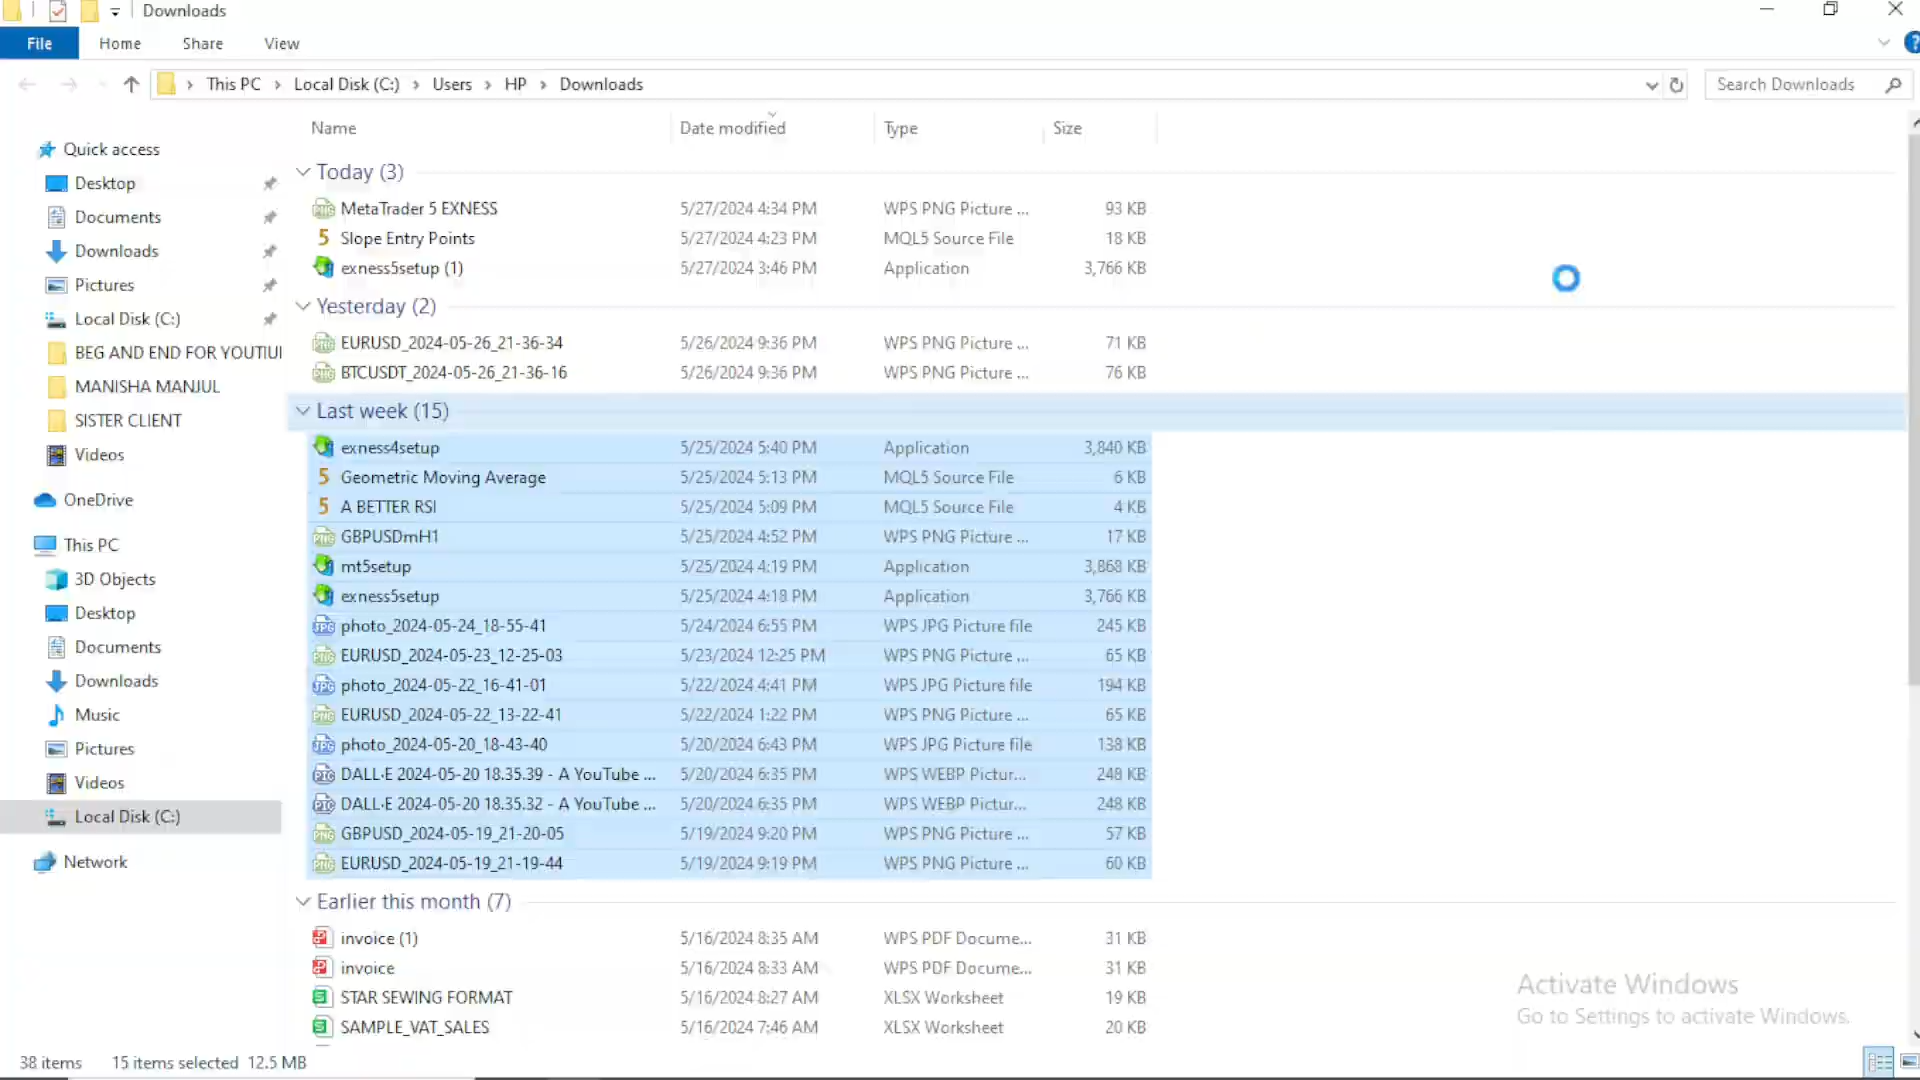 Downloads
File Home Share View
This PC Local Disk (C:) Users HP Downloads Search Downloads
Name Date modified Type Size
Quick access
Desktop
Documents
Downloads
Pictures
Local Disk (C:)
BEG AND END FOR YOUTIUI
MANISHA MANJUL
SISTER CLIENT
Videos
OneDrive
This PC
3D Objects
Desktop
Documents
Downloads
Music
Pictures
Videos
Local Disk (C:)
Network
Today (3)
MetaTrader 5 EXNESS 5/27/2024 4:34 PM WPS PNG Picture ... 93 KB
Slope Entry Points 5/27/2024 4:23 PM MQL5 Source File 18 KB
exness5setup (1) 5/27/2024 3:46 PM Application 3,766 KB
Yesterday (2)
EURUSD_2024-05-26_21-36-34 5/26/2024 9:36 PM WPS PNG Picture ... 71 KB
BTCUSDT_2024-05-26_21-36-16 5/26/2024 9:36 PM WPS PNG Picture ... 76 KB
Last week (15)
exness4setup 5/25/2024 5:40 PM Application 3,840 KB
Geometric Moving Average 5/25/2024 5:13 PM MQL5 Source File 6 KB
A BETTER RSI 5/25/2024 5:09 PM MQL5 Source File 4 KB
GBPUSDmH1 5/25/2024 4:52 PM WPS PNG Picture ... 17 KB
mt5setup 5/25/2024 4:19 PM Application 3,868 KB
exness5setup 5/25/2024 4:18 PM Application 3,766 KB
photo_2024-05-24_18-55-41 5/24/2024 6:55 PM WPS JPG Picture file 245 KB
EURUSD_2024-05-23_12-25-03 5/23/2024 12:25 PM WPS PNG Picture ... 65 KB
photo_2024-05-22_16-41-01 5/22/2024 4:41 PM WPS JPG Picture file 194 KB
EURUSD_2024-05-22_13-22-41 5/22/2024 1:22 PM WPS PNG Picture ... 65 KB
photo_2024-05-20_18-43-40 5/20/2024 6:43 PM WPS JPG Picture file 138 KB
DALL·E 2024-05-20 18.35.39 - A YouTube ... 5/20/2024 6:35 PM WPS WEBP Pictur... 248 KB
DALL·E 2024-05-20 18.35.32 - A YouTube ... 5/20/2024 6:35 PM WPS WEBP Pictur... 248 KB
GBPUSD_2024-05-19_21-20-05 5/19/2024 9:20 PM WPS PNG Picture ... 57 KB
EURUSD_2024-05-19_21-19-44 5/19/2024 9:19 PM WPS PNG Picture ... 60 KB
Earlier this month (7)
invoice (1) 5/16/2024 8:35 AM WPS PDF Docume... 31 KB
invoice 5/16/2024 8:33 AM WPS PDF Docume... 31 KB
STAR SEWING FORMAT 5/16/2024 8:27 AM XLSX Worksheet 19 KB
SAMPLE_VAT_SALES 5/16/2024 7:46 AM XLSX Worksheet 20 KB
Activate Windows
Go to Settings to activate Windows.
38 items 15 items selected 12.5 MB